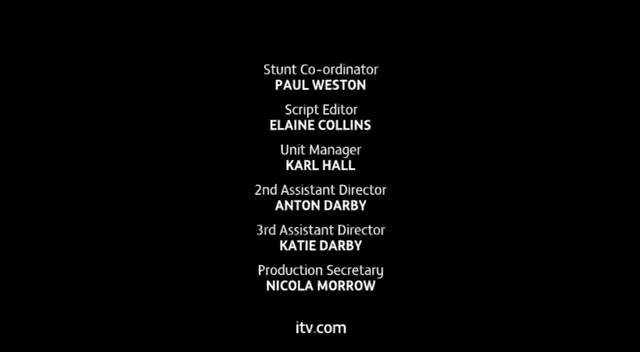 Stunt Co-ordinator
PAUL WESTON
Script Editor
ELAINE COLLINS
Unit Manager
KARL HALL
2nd Assistant Director
ANTON DARBY
3rd Assistant Director
KATIE DARBY
Production Secretary
NICOLA MORROW
itv.com